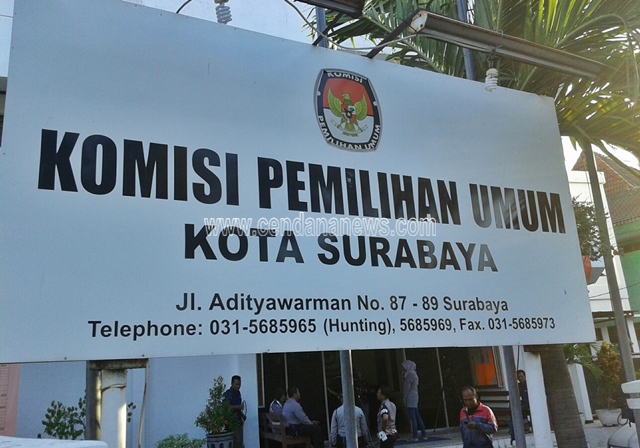 KOMISI
PEMILIHAN UMUM
KOMISI PEMILIHAN UMUM
www.cendananews.com
KOTA SURABAYA
Jl. Adityawarman No. 87 - 89 Surabaya
Telephone: 031-5685965 (Hunting), 5685969, Fax. 031-5685973